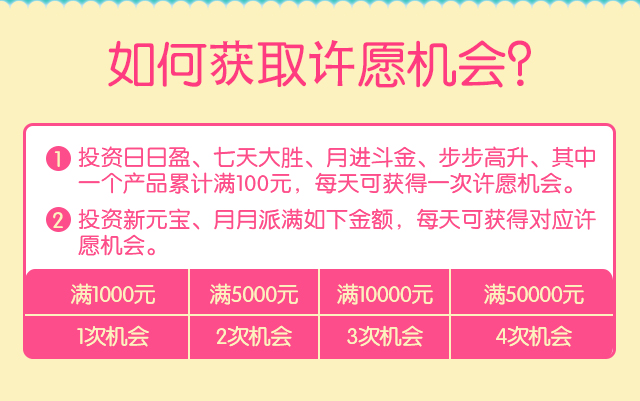 如何获取许愿机会?
1 投资日日盈、七天大胜、月进斗金、步步高升、其中
一个产品累计满100元，每天可获得一次许愿机会。
2 投资新元宝、月月派满如下金额，每天可获得对应许
愿机会。
满1000元 满5000元 满10000元 满50000元
1次机会 2次机会 3次机会 4次机会